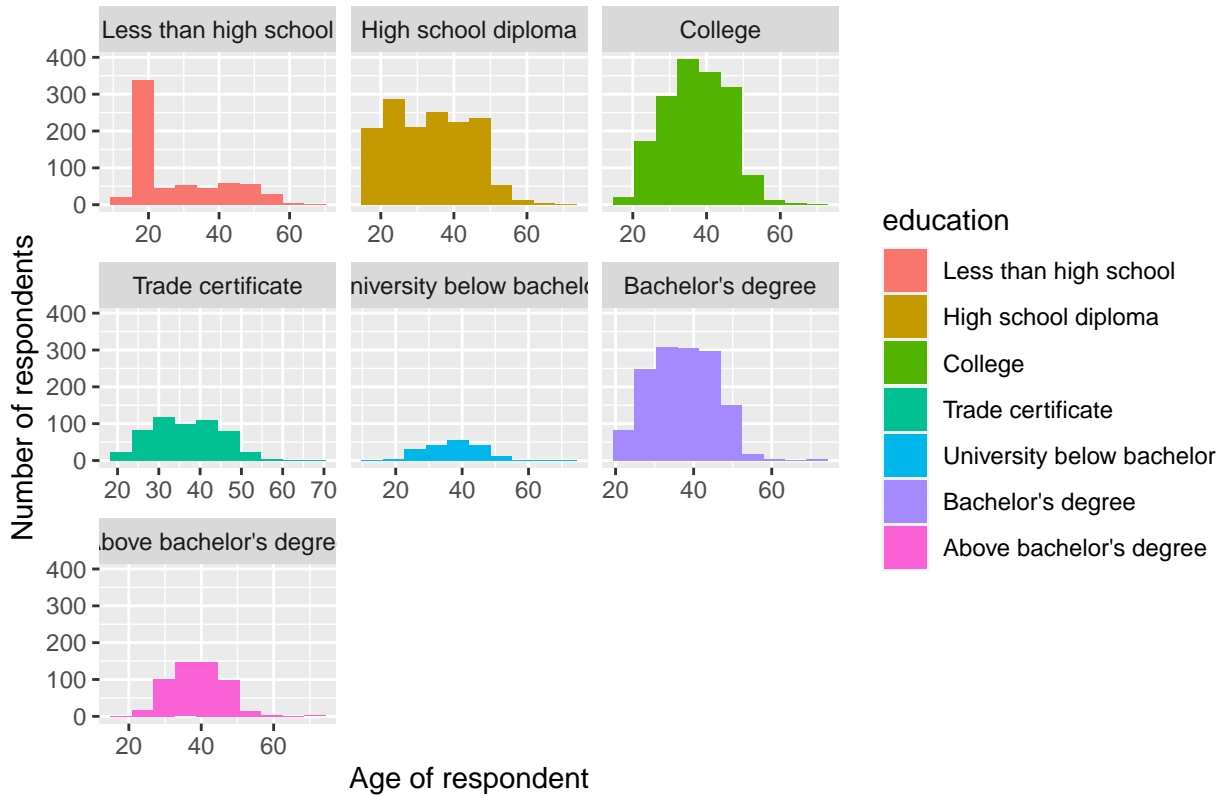 Less than high school
High school diploma
College
400
300
200
100
0
20 40 60
20 40 60
20 40 60
Trade certificate
niversity below bachelo
Bachelor's degree
400
300
200
100
0
20 30 40 50 60 70
20 40 60
20 40 60
bove bachelor's degre
400
300
200
100
0
20 40 60
Number of respondents
Age of respondent
education
Less than high school
High school diploma
College
Trade certificate
University below bachelor
Bachelor's degree
Above bachelor's degree